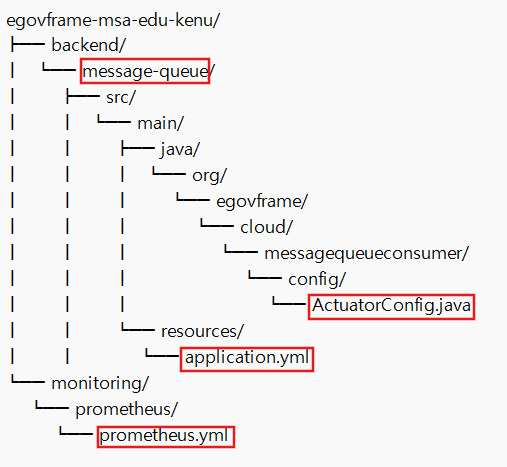 egovframe-msa-edu-kenu/
├── backend/
│   └── message-queue/
│       ├── src/
│       │   └── main/
│       │       ├── java/
│       │       │   └── org/
│       │       │       └── egovframe/
│       │       │           └── cloud/
│       │       │               └── messagequeueconsumer/
│       │       │                   └── config/
│       │       │                       └── ActuatorConfig.java
│       │       └── resources/
│       │           └── application.yml
└── monitoring/
    └── prometheus/
        └── prometheus.yml